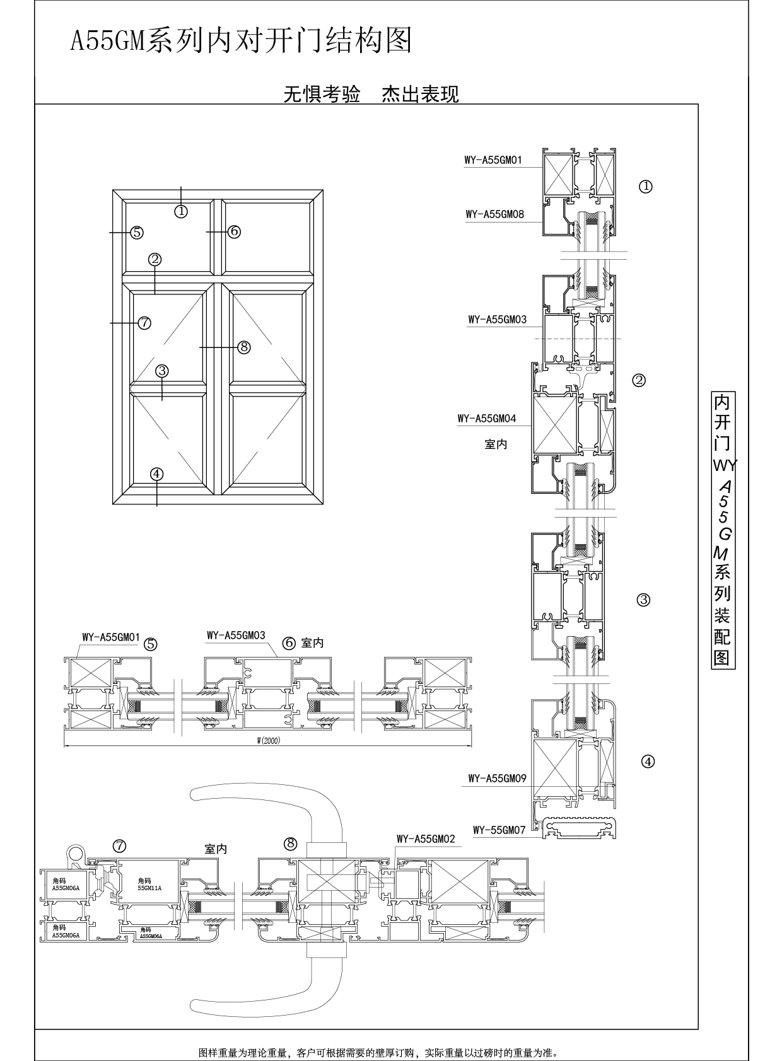 A55GM系列内对开门结构图
无惧考验 杰出表现
①
⑤
⑥
②
⑦
⑧
③
④
WY-A55GM01
①
WY-A55GM08
WY-A55GM03
②
WY-A55GM04
室内
③
④
WY-A55GM09
WY-55GM07
内开门WY A55GM系列装配图
WY-A55GM01 ⑤
WY-A55GM03 ⑥ 室内
W(2000)
⑦ 室内 ⑧ WY-A55GM02
角码
A55GM06A
角码
55GM11A
角码
A55GM06A
角码
A55GM06A
图样重量为理论重量，客户可根据需要的壁厚订购，实际重量以过磅时的重量为准。